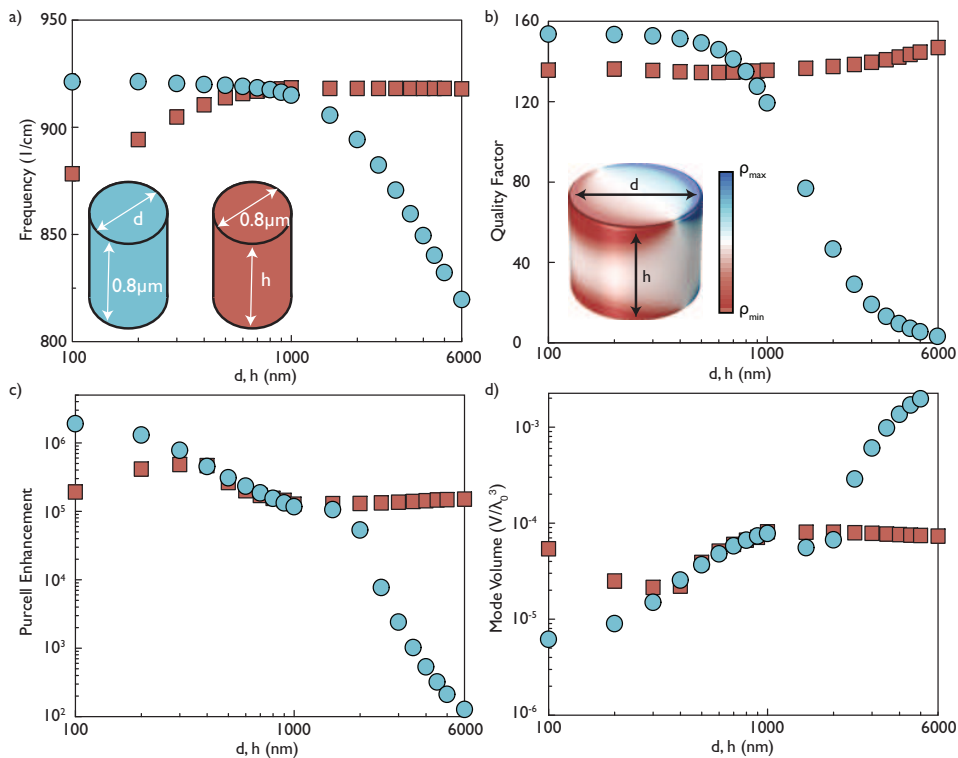 a)
950
900
850
800
Frequency (1/cm)
d
0.8μm
0.8μm
h
100
1000
6000
d, h (nm)
b)
160
120
80
40
0
Quality Factor
d
h
ρmax
ρmin
100
1000
6000
d, h (nm)
c)
10^6
10^5
10^4
10^3
10^2
Purcell Enhancement
100
1000
6000
d, h (nm)
d)
10^-3
10^-4
10^-5
10^-6
Mode Volume (V/λ0^3)
100
1000
6000
d, h (nm)